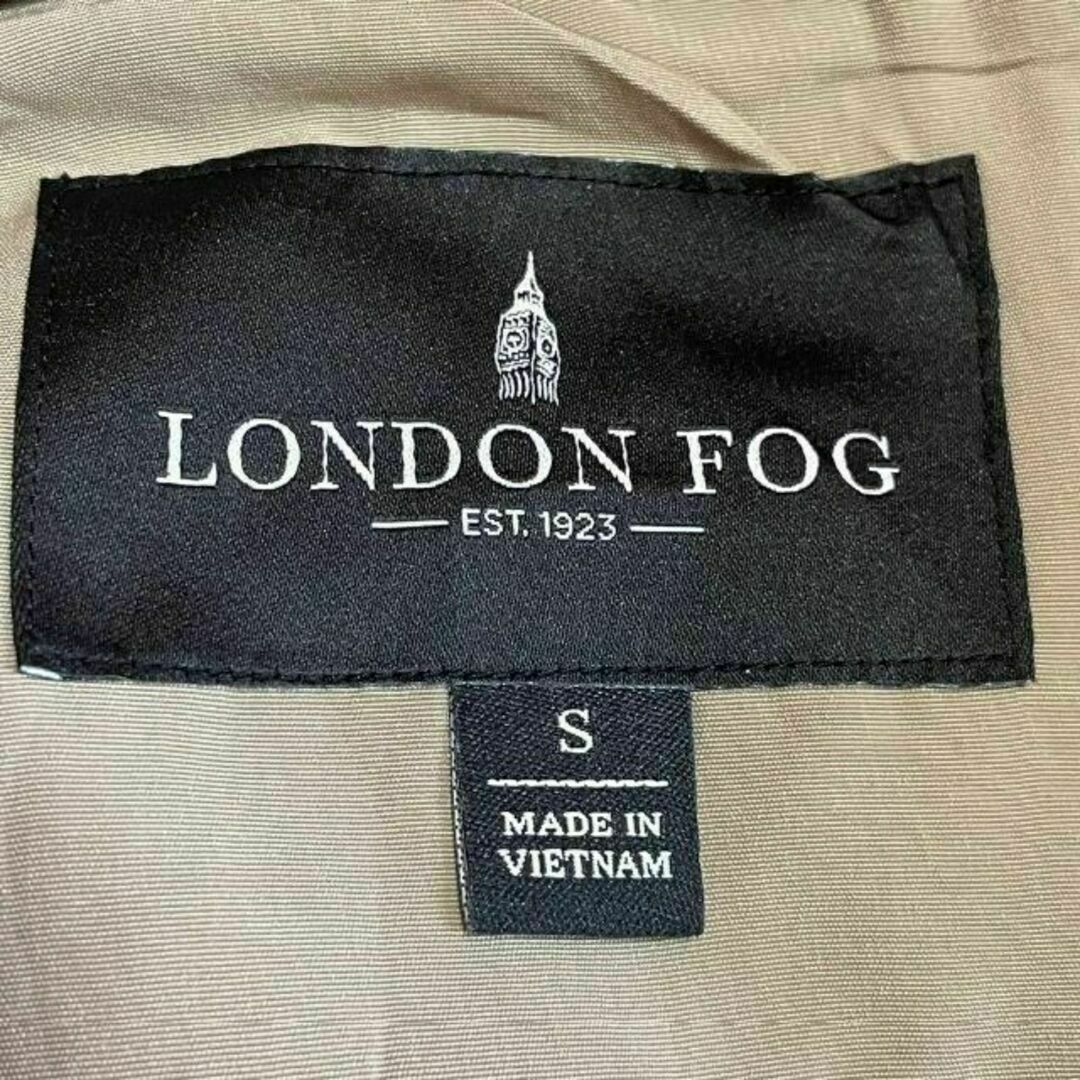 LONDON FOG
EST. 1923
S
MADE IN
VIETNAM